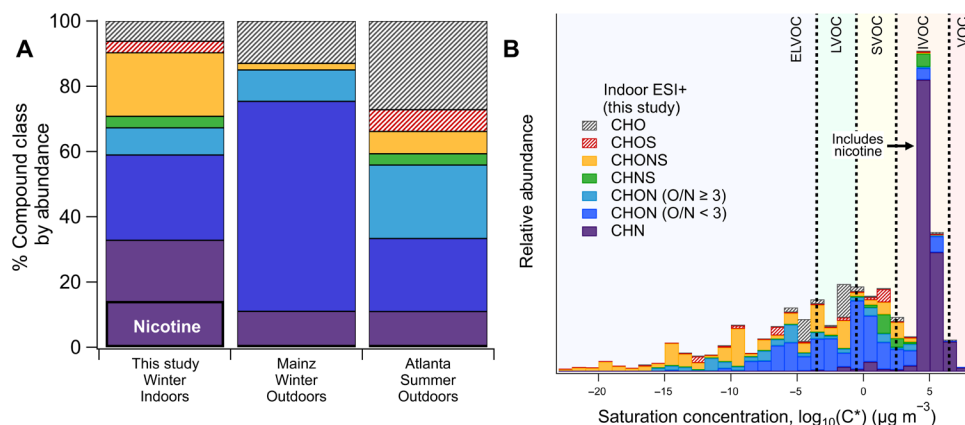 A
% Compound class
by abundance
100
80
60
40
20
0
Nicotine
This study
Winter
Indoors
Mainz
Winter
Outdoors
Atlanta
Summer
Outdoors
B
Relative abundance
ELVOC
LVOC
SVOC
IVOC
VOC
Indoor ESI+
(this study)
CHO
CHOS
CHONS
CHNS
CHON (O/N ≥ 3)
CHON (O/N < 3)
CHN
Includes
nicotine
−20 −15 −10 −5 0 5
Saturation concentration, log₁₀(C*) (μg m⁻³)